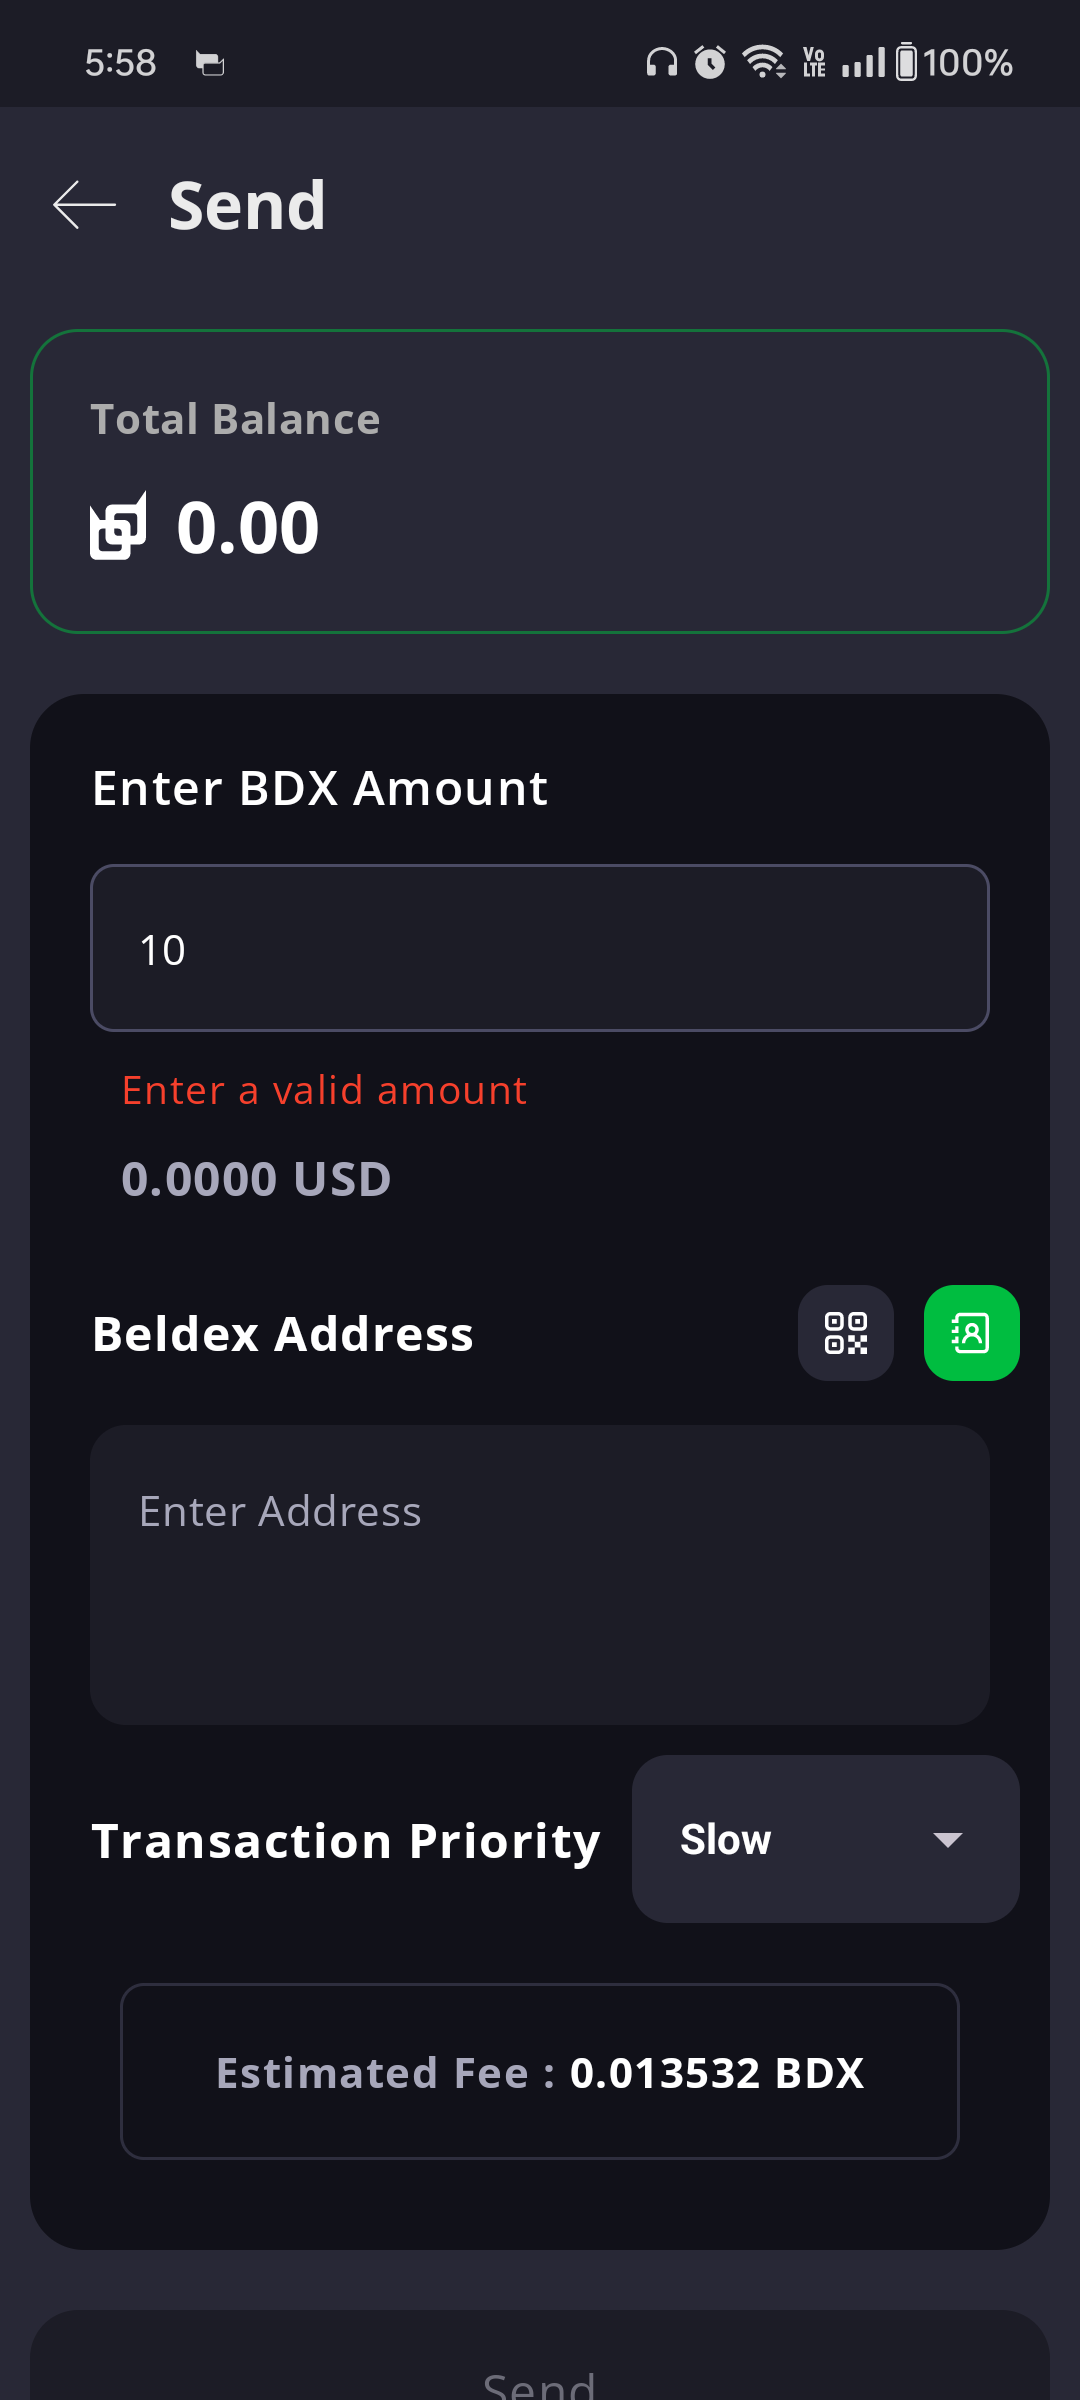 5:58
Vo LTE 100%
Send
Total Balance
0.00
Enter BDX Amount
10
Enter a valid amount
0.0000 USD
Beldex Address
Enter Address
Transaction Priority
Slow
Estimated Fee : 0.013532 BDX
Send